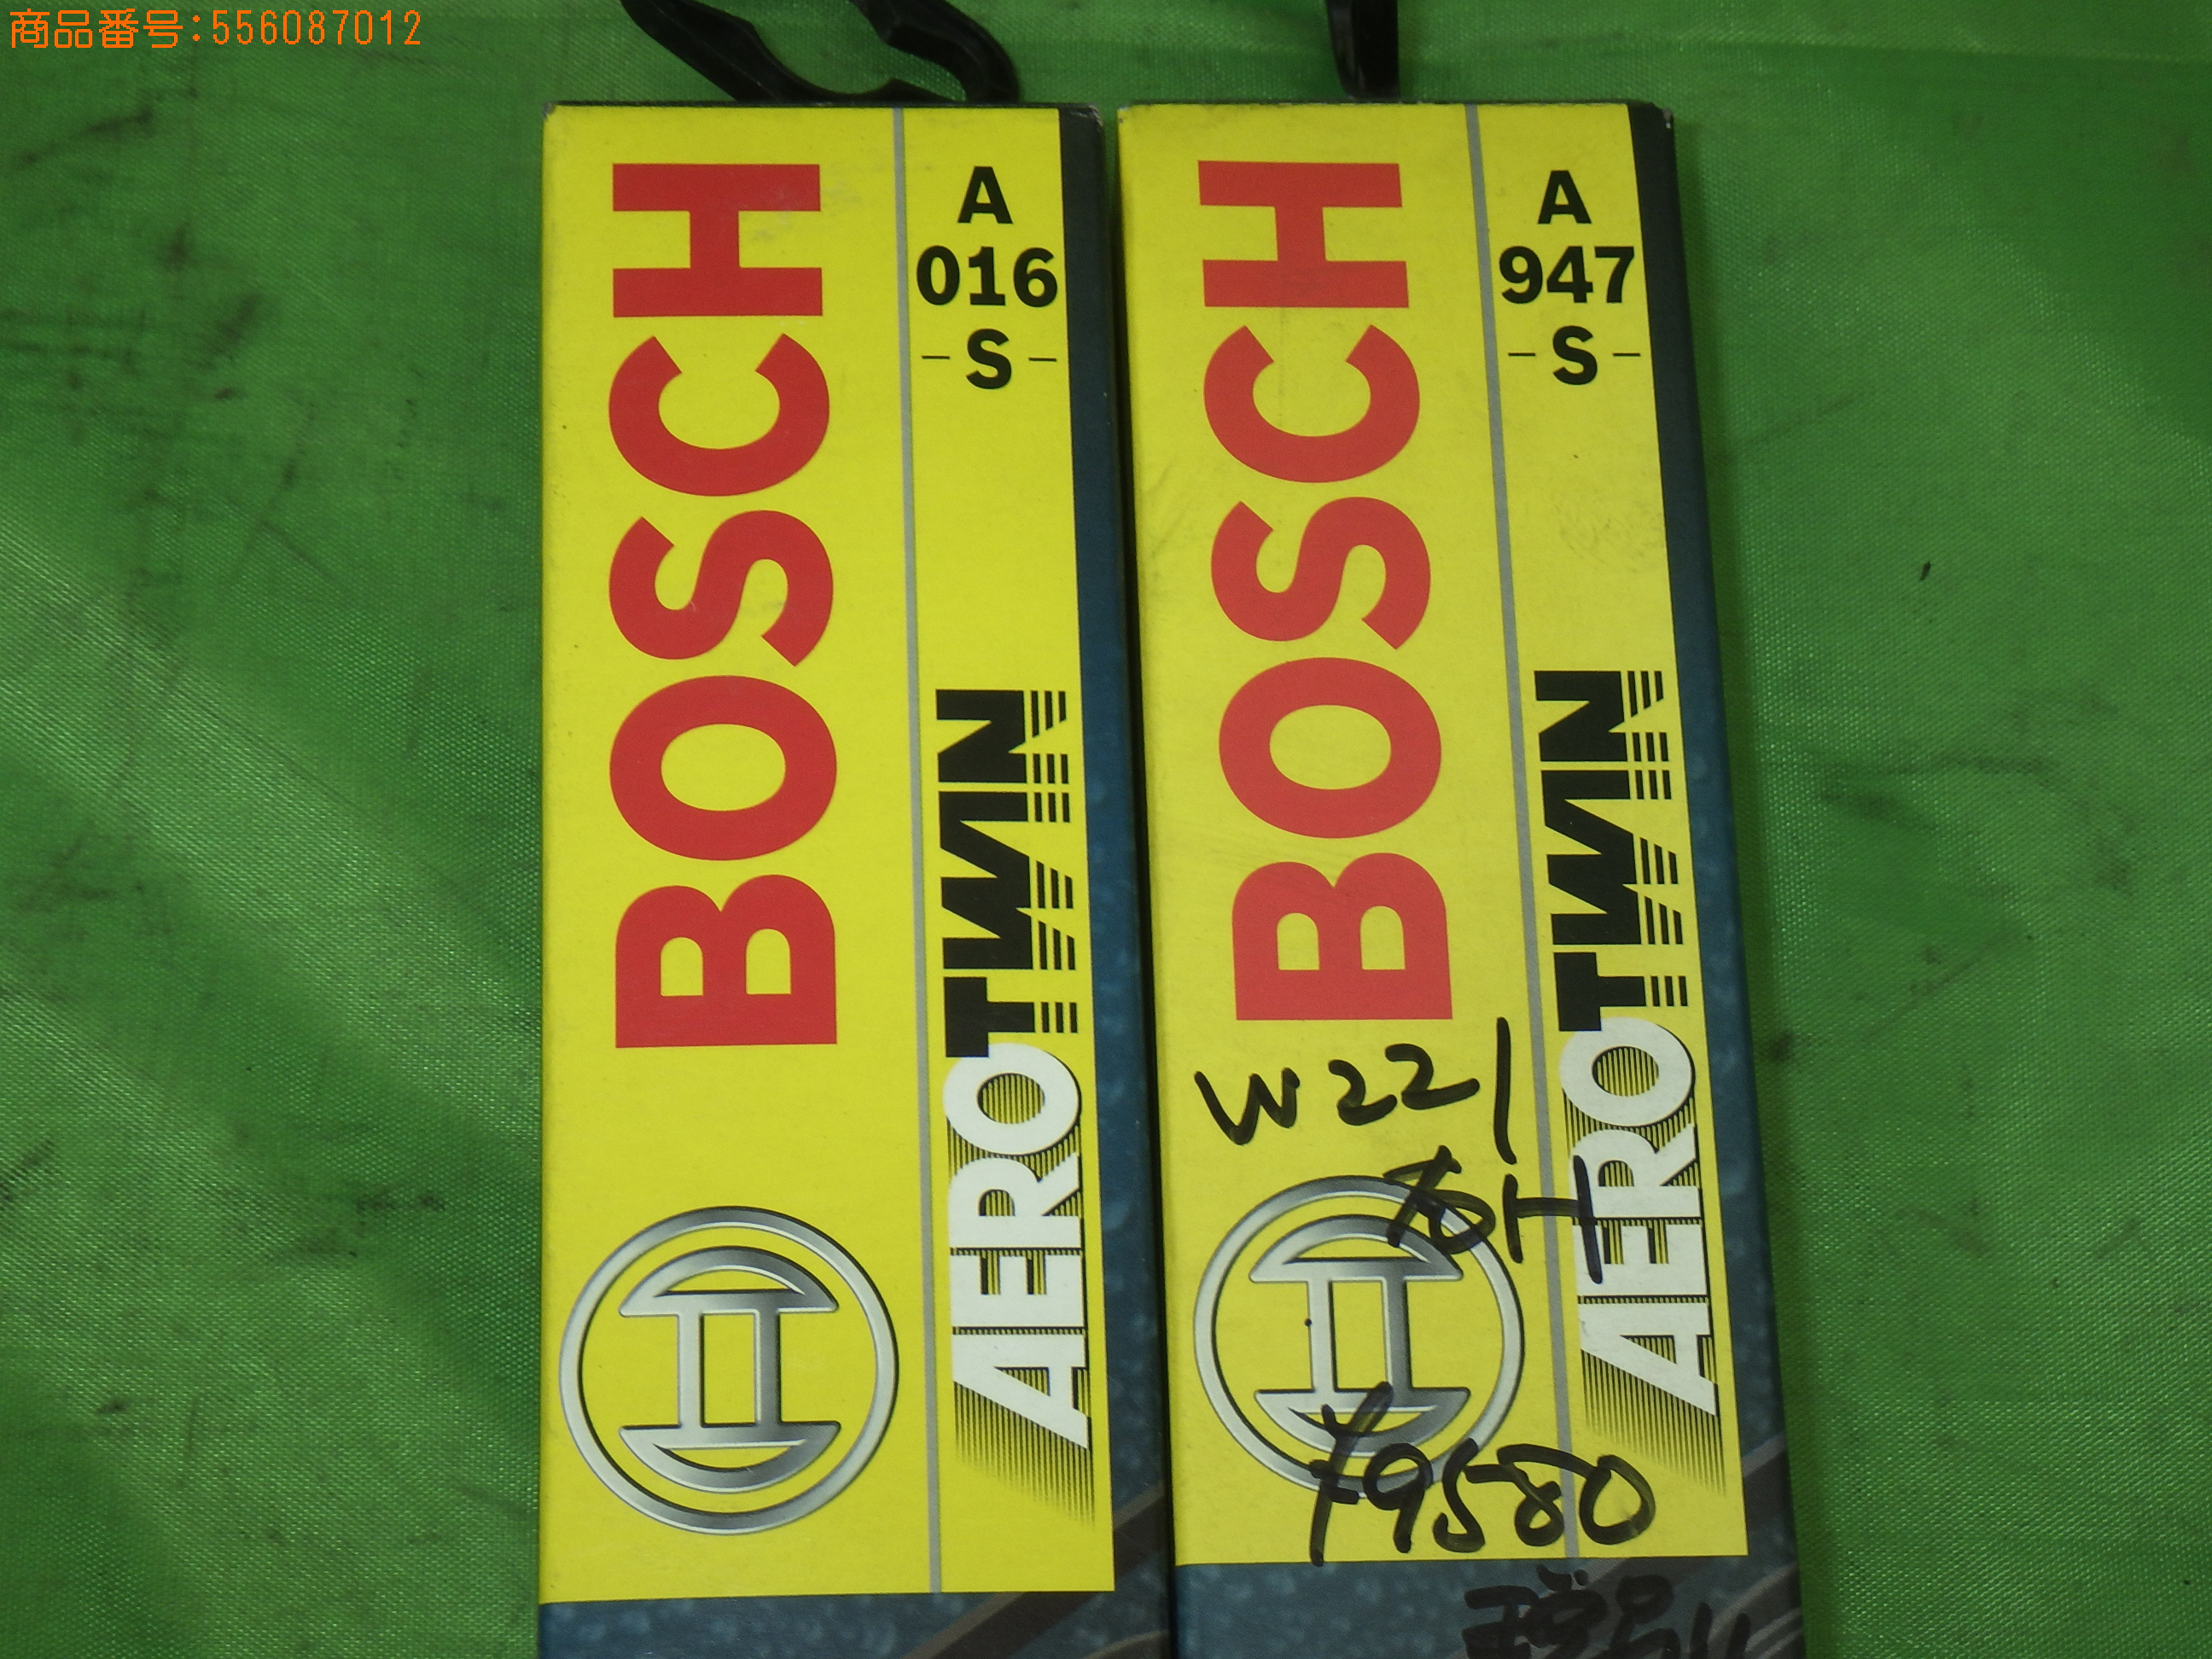 商品番号:556087012
BOSCH
A
016
-S-
AEROTWIN
BOSCH
A
947
-S-
AEROTWIN
W221
¥9580